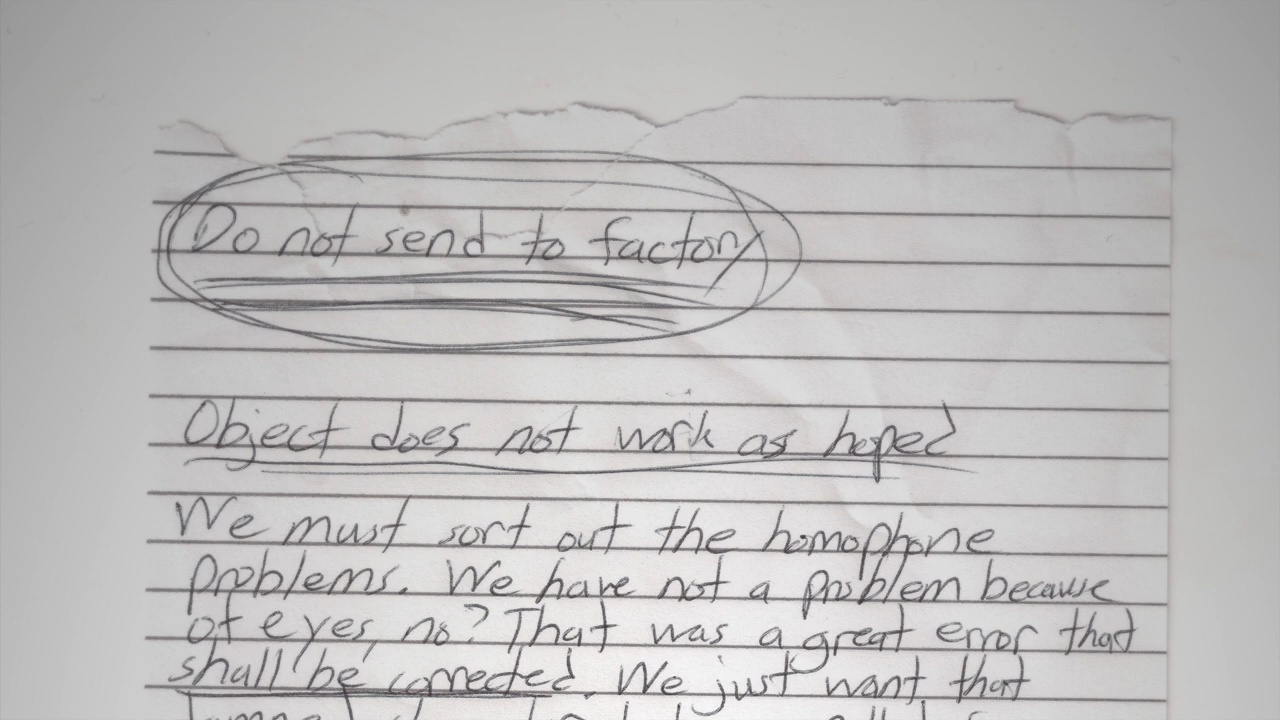 Do not send to factory
Object does not work as hoped
We must sort out the homophone
problems. We have not a problem because
of eyes, no? That was a great error that
shall be corrected. We just want that